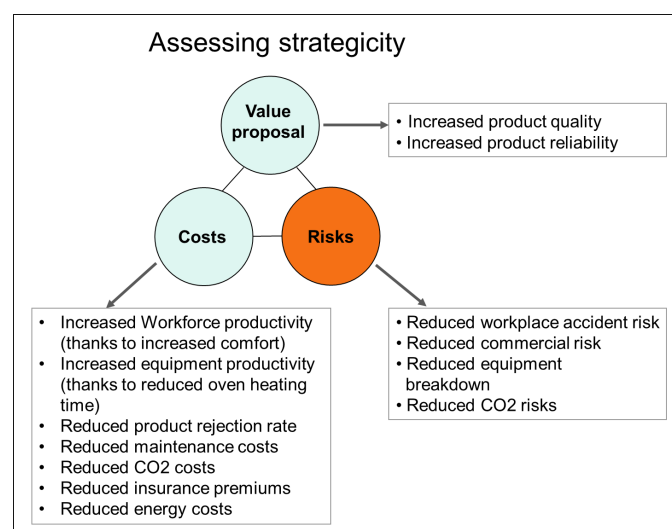 Assessing strategicity
Value
proposal
• Increased product quality
• Increased product reliability
Costs
Risks
• Increased Workforce productivity
(thanks to increased comfort)
• Increased equipment productivity
(thanks to reduced oven heating
time)
• Reduced product rejection rate
• Reduced maintenance costs
• Reduced CO2 costs
• Reduced insurance premiums
• Reduced energy costs
• Reduced workplace accident risk
• Reduced commercial risk
• Reduced equipment
breakdown
• Reduced CO2 risks